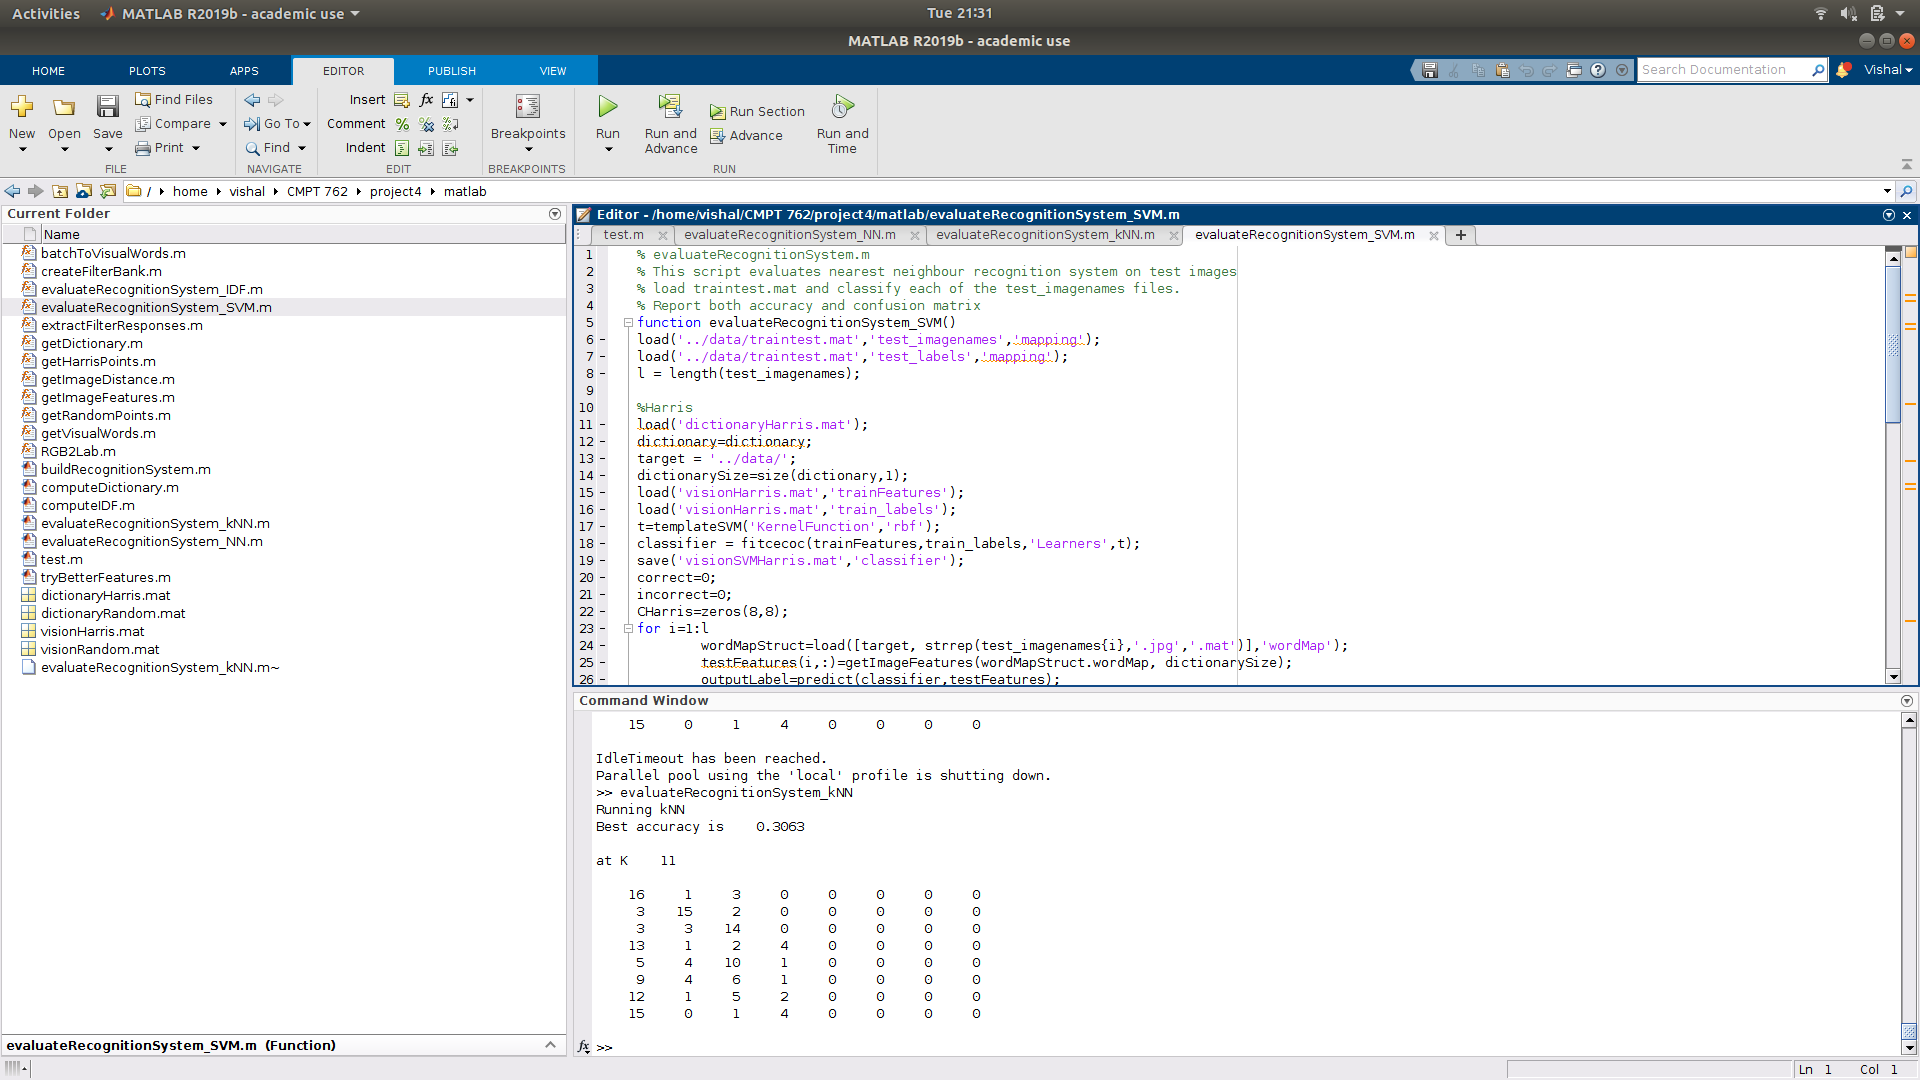 Activities MATLAB R2019b - academic use Tue 21:31
MATLAB R2019b - academic use
HOME PLOTS APPS EDITOR PUBLISH VIEW Search Documentation Vishal
New Open Save Find Files Compare Print
Go To Find
Insert fx
Comment
Indent
Breakpoints Run Run and Advance Run Section Advance Run and Time
FILE NAVIGATE EDIT BREAKPOINTS RUN
/ home vishal CMPT 762 project4 matlab
Current Folder
Name
batchToVisualWords.m
createFilterBank.m
evaluateRecognitionSystem_IDF.m
evaluateRecognitionSystem_SVM.m
extractFilterResponses.m
getDictionary.m
getHarrisPoints.m
getImageDistance.m
getImageFeatures.m
getRandomPoints.m
getVisualWords.m
RGB2Lab.m
buildRecognitionSystem.m
computeDictionary.m
computeIDF.m
evaluateRecognitionSystem_kNN.m
evaluateRecognitionSystem_NN.m
test.m
tryBetterFeatures.m
dictionaryHarris.mat
dictionaryRandom.mat
visionHarris.mat
visionRandom.mat
evaluateRecognitionSystem_kNN.m~
evaluateRecognitionSystem_SVM.m (Function)
Editor - /home/vishal/CMPT 762/project4/matlab/evaluateRecognitionSystem_SVM.m
test.m evaluateRecognitionSystem_NN.m evaluateRecognitionSystem_kNN.m evaluateRecognitionSystem_SVM.m +
1 % evaluateRecognitionSystem.m
2 % This script evaluates nearest neighbour recognition system on test images
3 % load traintest.mat and classify each of the test_imagenames files.
4 % Report both accuracy and confusion matrix
5 function evaluateRecognitionSystem_SVM()
6 - load('../data/traintest.mat','test_imagenames','mapping');
7 - load('../data/traintest.mat','test_labels','mapping');
8 - l = length(test_imagenames);
9
10 %Harris
11 - load('dictionaryHarris.mat');
12 - dictionary=dictionary;
13 - target = '../data/';
14 - dictionarySize=size(dictionary,1);
15 - load('visionHarris.mat','trainFeatures');
16 - load('visionHarris.mat','train_labels');
17 - t=templateSVM('KernelFunction','rbf');
18 - classifier = fitcecoc(trainFeatures,train_labels,'Learners',t);
19 - save('visionSVMHarris.mat','classifier');
20 - correct=0;
21 - incorrect=0;
22 - CHarris=zeros(8,8);
23 - for i=1:l
24 - wordMapStruct=load([target, strrep(test_imagenames{i},'.jpg','.mat')],'wordMap');
25 - testFeatures(i,:)=getImageFeatures(wordMapStruct.wordMap, dictionarySize);
26 - outputLabel=predict(classifier,testFeatures);
Command Window
15 0 1 4 0 0 0 0
IdleTimeout has been reached.
Parallel pool using the 'local' profile is shutting down.
>> evaluateRecognitionSystem_kNN
Running kNN
Best accuracy is 0.3063
at K 11
16 1 3 0 0 0 0 0
3 15 2 0 0 0 0 0
3 3 14 0 0 0 0 0
13 1 2 4 0 0 0 0
5 4 10 1 0 0 0 0
9 4 6 1 0 0 0 0
12 1 5 2 0 0 0 0
15 0 1 4 0 0 0 0
fx >>
Ln 1 Col 1